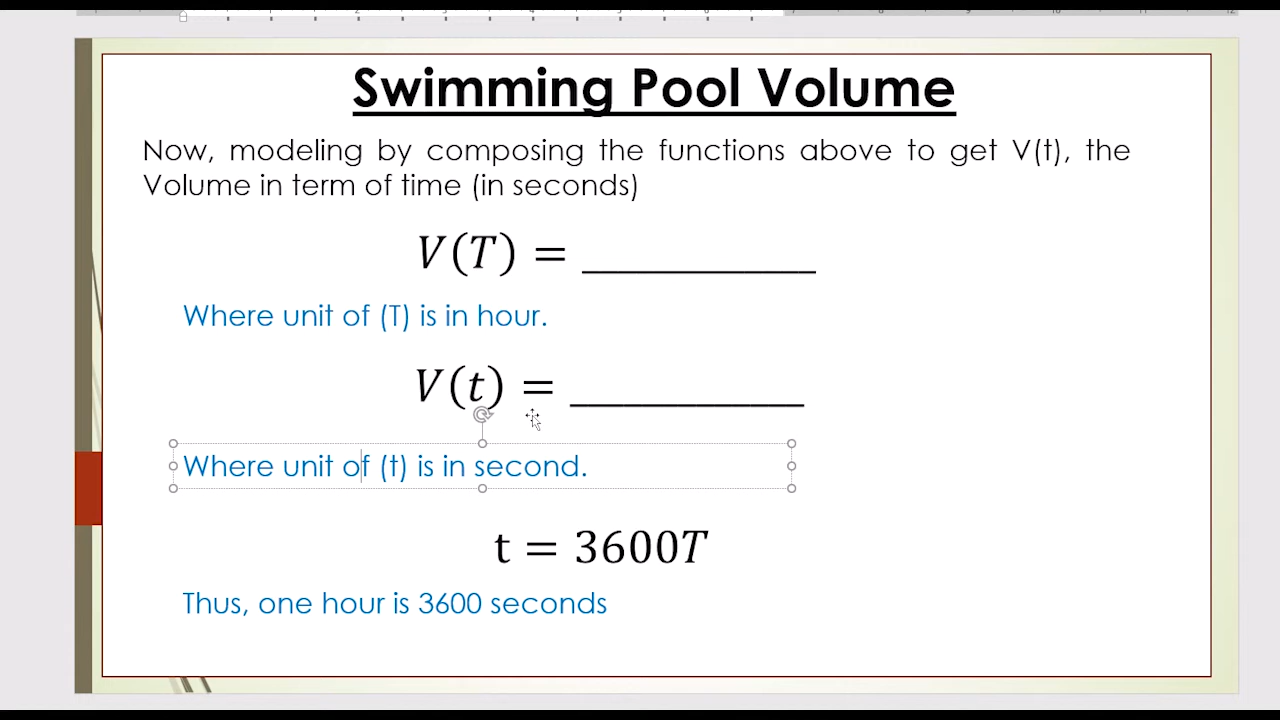 Swimming Pool Volume
Now, modeling by composing the functions above to get V(t), the
Volume in term of time (in seconds)
V(T) = ____________
Where unit of (T) is in hour.
V(t) = ____________
Where unit of (t) is in second.
t = 3600T
Thus, one hour is 3600 seconds